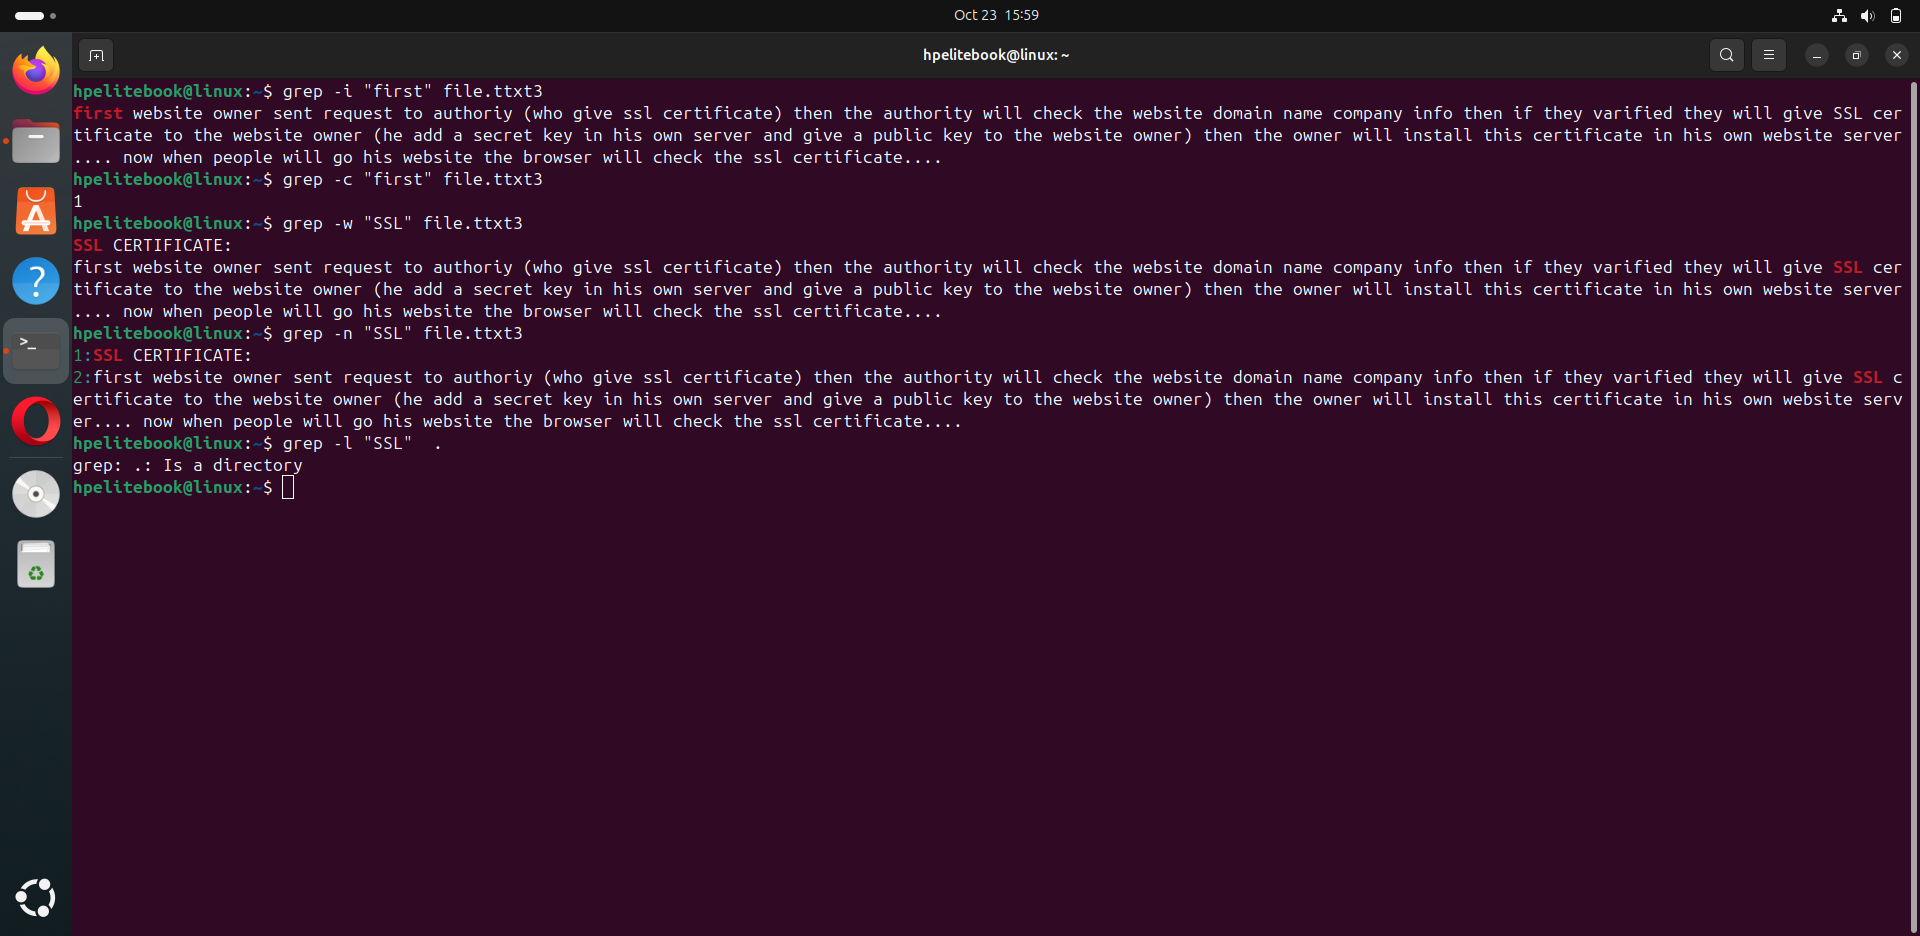 Oct 23 15:59
hpelitebook@linux: ~
hpelitebook@linux:~$ grep -i "first" file.ttxt3
first website owner sent request to authoriy (who give ssl certificate) then the authority will check the website domain name company info then if they varified they will give SSL cer
tificate to the website owner (he add a secret key in his own server and give a public key to the website owner) then the owner will install this certificate in his own website server
.... now when people will go his website the browser will check the ssl certificate....
hpelitebook@linux:~$ grep -c "first" file.ttxt3
1
hpelitebook@linux:~$ grep -w "SSL" file.ttxt3
SSL CERTIFICATE:
first website owner sent request to authoriy (who give ssl certificate) then the authority will check the website domain name company info then if they varified they will give SSL cer
tificate to the website owner (he add a secret key in his own server and give a public key to the website owner) then the owner will install this certificate in his own website server
.... now when people will go his website the browser will check the ssl certificate....
hpelitebook@linux:~$ grep -n "SSL" file.ttxt3
1:SSL CERTIFICATE:
2:first website owner sent request to authoriy (who give ssl certificate) then the authority will check the website domain name company info then if they varified they will give SSL c
ertificate to the website owner (he add a secret key in his own server and give a public key to the website owner) then the owner will install this certificate in his own website serv
er.... now when people will go his website the browser will check the ssl certificate....
hpelitebook@linux:~$ grep -l "SSL"  .
grep: .: Is a directory
hpelitebook@linux:~$